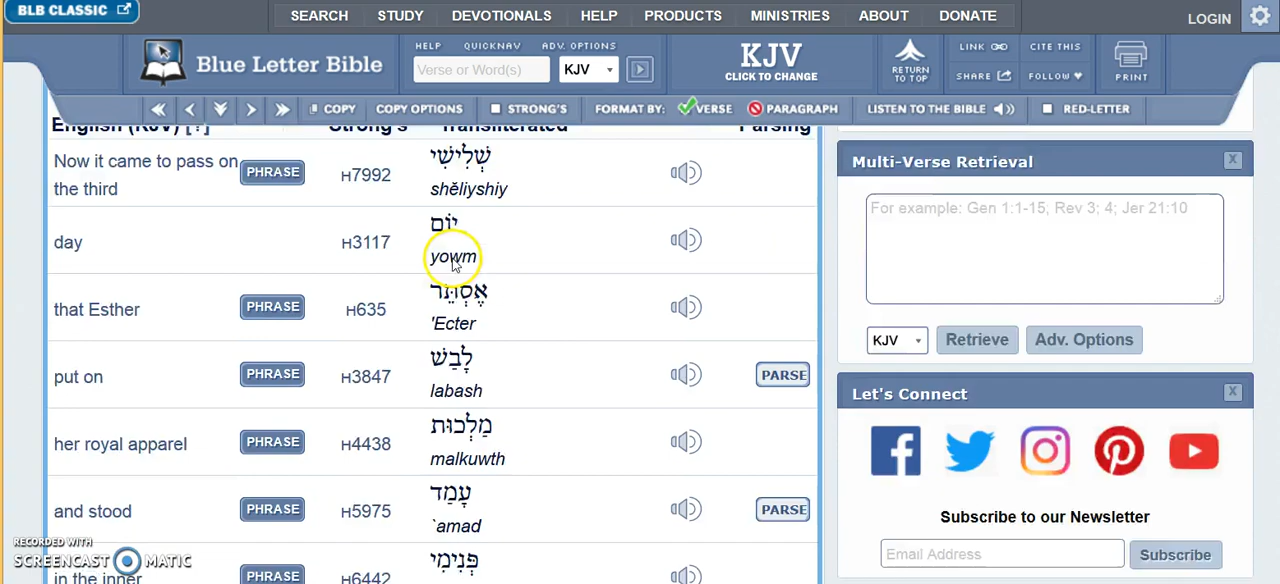 BLB CLASSIC
SEARCH STUDY DEVOTIONALS HELP PRODUCTS MINISTRIES ABOUT DONATE
LOGIN
Blue Letter Bible
HELP QUICKNAV ADV. OPTIONS
Verse or Word(s)
KJV
KJV
CLICK TO CHANGE
RETURN
TO TOP
LINK
CITE THIS
SHARE
FOLLOW
PRINT
COPY COPY OPTIONS STRONG'S FORMAT BY: VERSE PARAGRAPH LISTEN TO THE BIBLE RED-LETTER
English (KJV) [?] Strong's Transliterated Parsing
Now it came to pass on
the third
PHRASE
H7992
שְׁלִישִׁי
shĕliyshiy
day
H3117
יוֹם
yowm
that Esther
PHRASE
H635
אֶסְתֵּר
'Ecter
put on
PHRASE
H3847
לָבַשׁ
labash
PARSE
her royal apparel
PHRASE
H4438
מַלְכוּת
malkuwth
and stood
PHRASE
H5975
עָמַד
`amad
PARSE
in the inner
PHRASE
H6442
פְּנִימִי
RECORDED WITH
SCREENCAST MATIC
Multi-Verse Retrieval
X
For example: Gen 1:1-15, Rev 3; 4; Jer 21:10
KJV
Retrieve
Adv. Options
Let's Connect
X
Subscribe to our Newsletter
Email Address
Subscribe